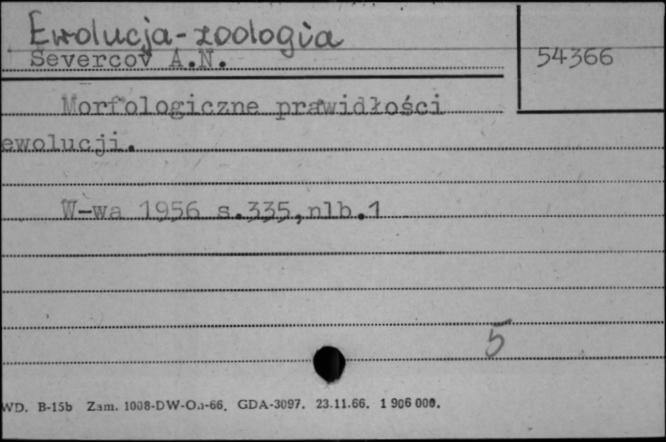 Ewolucja-zoologia
Severcov A.N.
54366
Morfologiczne prawidłości
ewolucji.
W-wa 1956 s.335,nlb.1
5
WD. B-15b Zam. 1008-DW-On-66. GDA-3097. 23.11.66. 1 906 000.